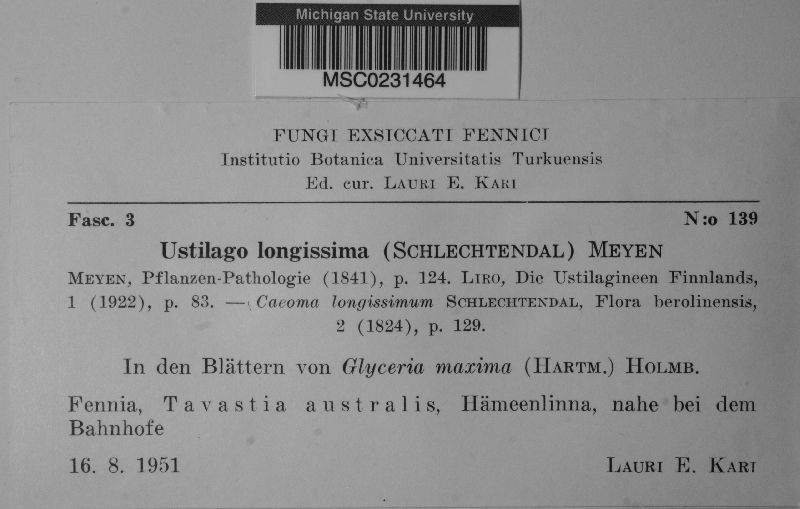 Michigan State University
MSC0231464
FUNGI EXSICCATI FENNICI
Institutio Botanica Universitatis Turkuensis
Ed. cur. LAURI E. KARI
Fasc. 3 N:o 139
Ustilago longissima (SCHLECHTENDAL) MEYEN
MEYEN, Pflanzen-Pathologie (1841), p. 124. LIRO, Die Ustilagineen Finnlands,
1 (1922), p. 83. — Caeoma longissimum SCHLECHTENDAL, Flora berolinensis,
2 (1824), p. 129.
In den Blättern von Glyceria maxima (HARTM.) HOLMB.
Fennia, Tavastia australis, Hämeenlinna, nahe bei dem
Bahnhofe
16. 8. 1951 LAURI E. KARI